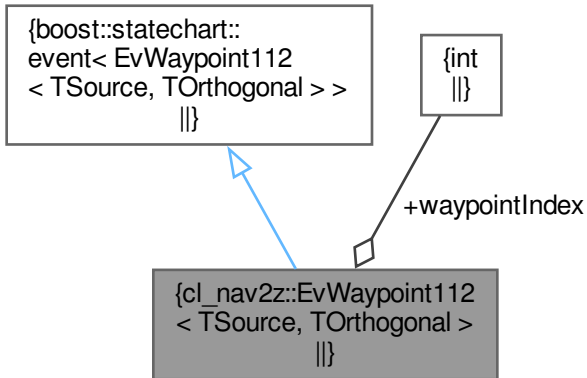 {boost::statechart::
event< EvWaypoint112
< TSource, TOrthogonal > >
||}
{int
||}
+waypointIndex
{cl_nav2z::EvWaypoint112
< TSource, TOrthogonal >
||}